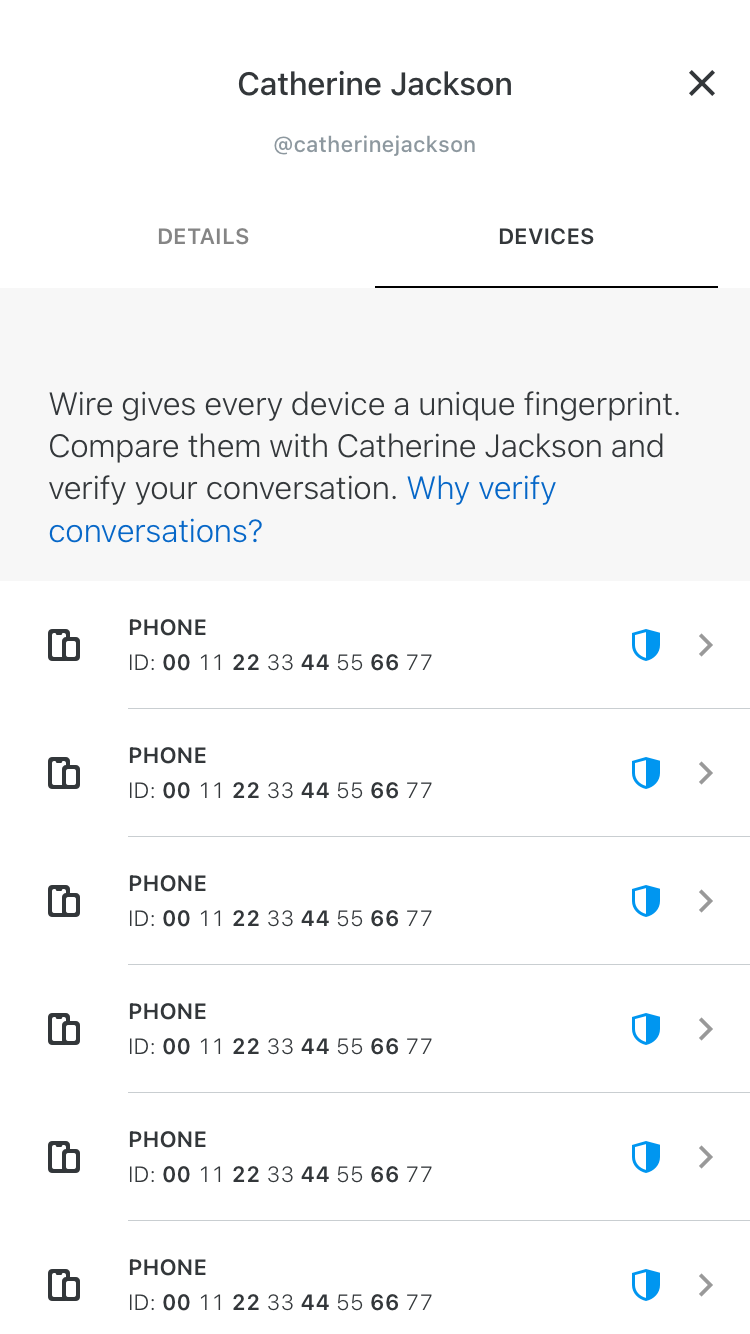 Catherine Jackson
@catherinejackson
DETAILS
DEVICES
Wire gives every device a unique fingerprint.
Compare them with Catherine Jackson and
verify your conversation. Why verify
conversations?
PHONE
ID: 00 11 22 33 44 55 66 77
PHONE
ID: 00 11 22 33 44 55 66 77
PHONE
ID: 00 11 22 33 44 55 66 77
PHONE
ID: 00 11 22 33 44 55 66 77
PHONE
ID: 00 11 22 33 44 55 66 77
PHONE
ID: 00 11 22 33 44 55 66 77